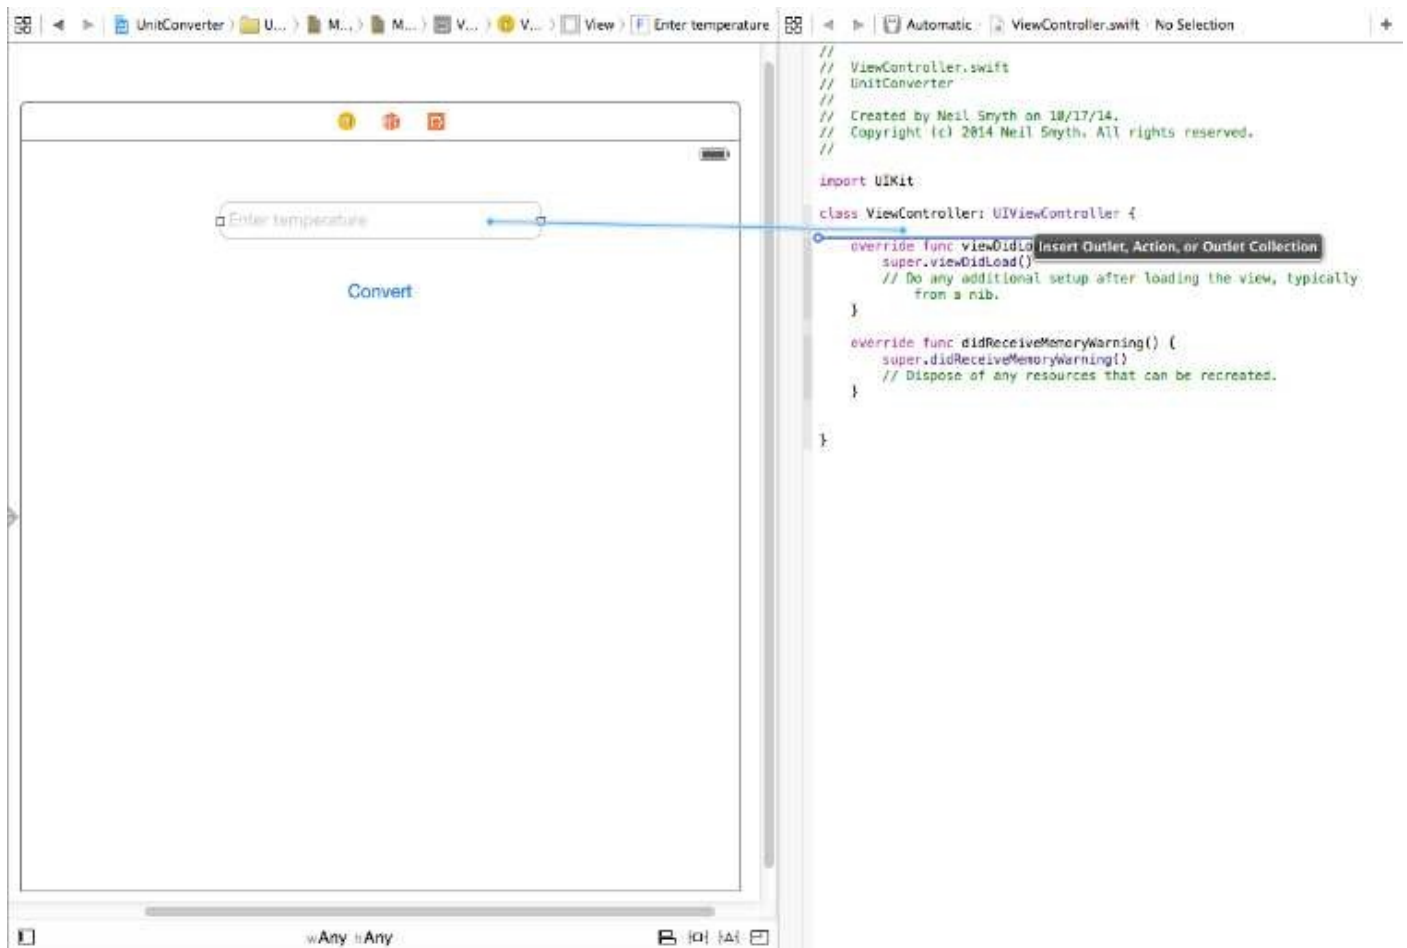 UnitConverter U... M... M... V... V... View F Enter temperature
Automatic ViewController.swift No Selection +
//
// ViewController.swift
// UnitConverter
//
// Created by Neil Smyth on 10/17/14.
// Copyright (c) 2014 Neil Smyth. All rights reserved.
//
import UIKit
class ViewController: UIViewController {
override func viewDidLo
Insert Outlet, Action, or Outlet Collection
super.viewDidLoad()
// Do any additional setup after loading the view, typically
from a nib.
}
override func didReceiveMemoryWarning() {
super.didReceiveMemoryWarning()
// Dispose of any resources that can be recreated.
}
}
Enter temperature
Convert
wAny hAny